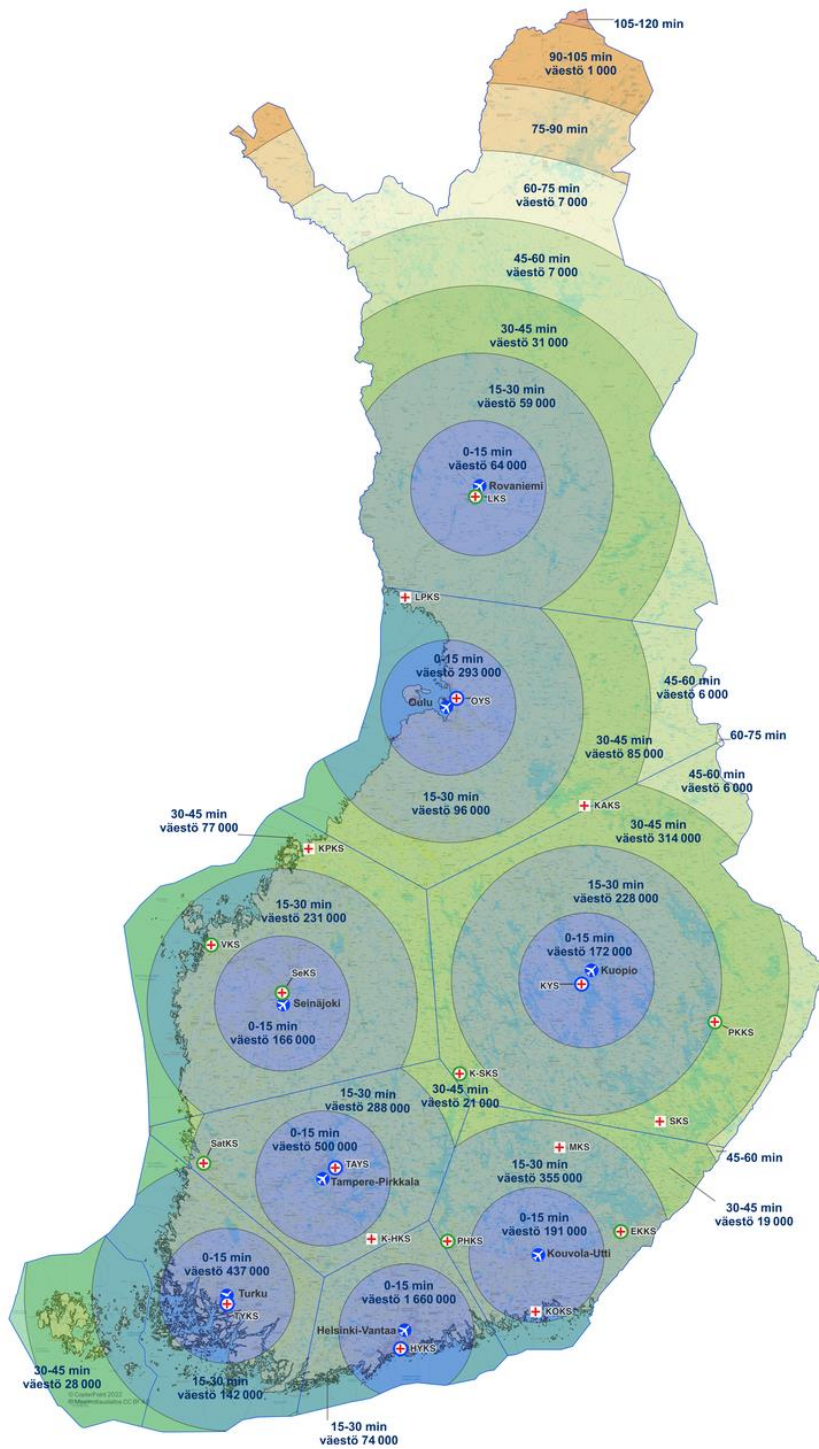 105-120 min
90-105 min
väestö 1 000
75-90 min
60-75 min
väestö 7 000
45-60 min
väestö 7 000
30-45 min
väestö 31 000
15-30 min
väestö 59 000
0-15 min
väestö 64 000
Rovaniemi
LKS
LPKS
0-15 min
väestö 293 000
Oulu
OYS
45-60 min
väestö 6 000
60-75 min
30-45 min
väestö 85 000
45-60 min
väestö 6 000
15-30 min
väestö 96 000
KAKS
30-45 min
väestö 77 000
30-45 min
väestö 314 000
KPKS
15-30 min
väestö 228 000
15-30 min
väestö 231 000
VKS
0-15 min
väestö 172 000
SeKS
Kuopio
KYS
Seinäjoki
0-15 min
väestö 166 000
PKKS
K-SKS
30-45 min
väestö 21 000
15-30 min
väestö 288 000
SKS
0-15 min
väestö 500 000
SatKS
MKS
45-60 min
TAYS
15-30 min
väestö 355 000
Tampere-Pirkkala
30-45 min
väestö 19 000
0-15 min
väestö 191 000
EKKS
K-HKS
PHKS
Kouvola-Utti
0-15 min
väestö 437 000
0-15 min
väestö 1 660 000
Turku
TYKS
KOKS
Helsinki-Vantaa
HYKS
30-45 min
väestö 28 000
15-30 min
väestö 142 000
© CopterPoint 2022
© Maanmittauslaitos CC BY 4.0
15-30 min
väestö 74 000